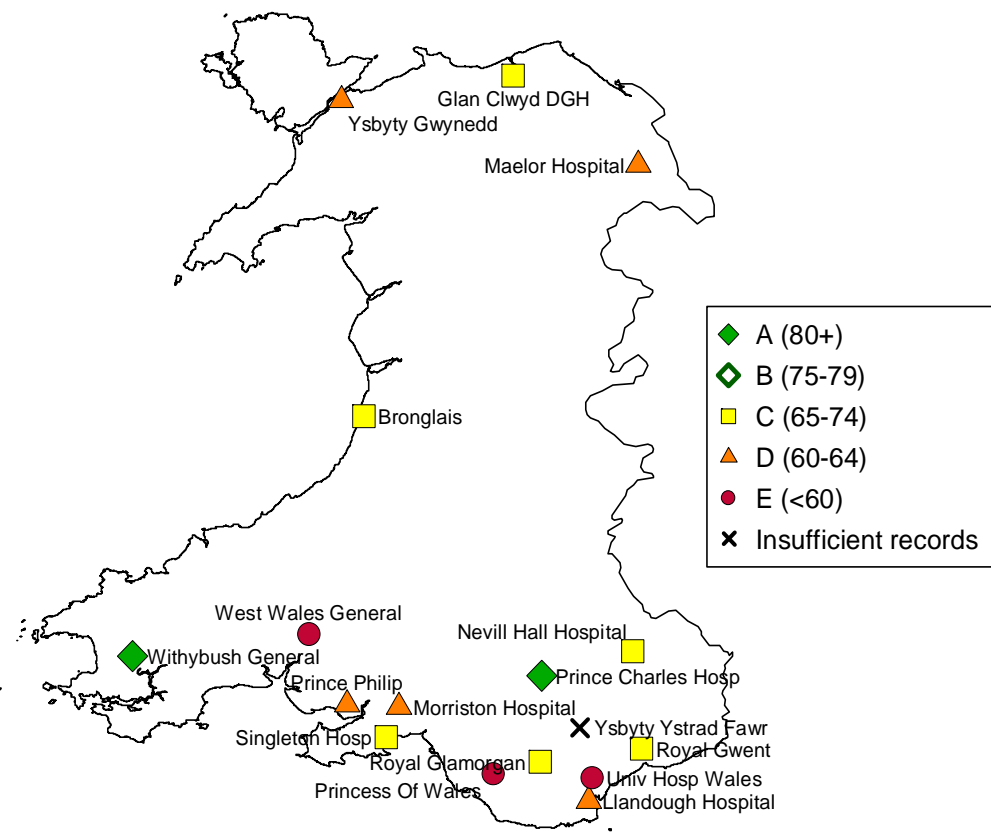 Glan Clwyd DGH
Ysbyty Gwynedd
Maelor Hospital
A (80+)
B (75-79)
C (65-74)
D (60-64)
E (<60)
Insufficient records
Bronglais
West Wales General
Nevill Hall Hospital
Withybush General
Prince Charles Hosp
Prince Philip
Morriston Hospital
Ysbyty Ystrad Fawr
Singleton Hosp
Royal Gwent
Royal Glamorgan
Univ Hosp Wales
Princess Of Wales
Llandough Hospital